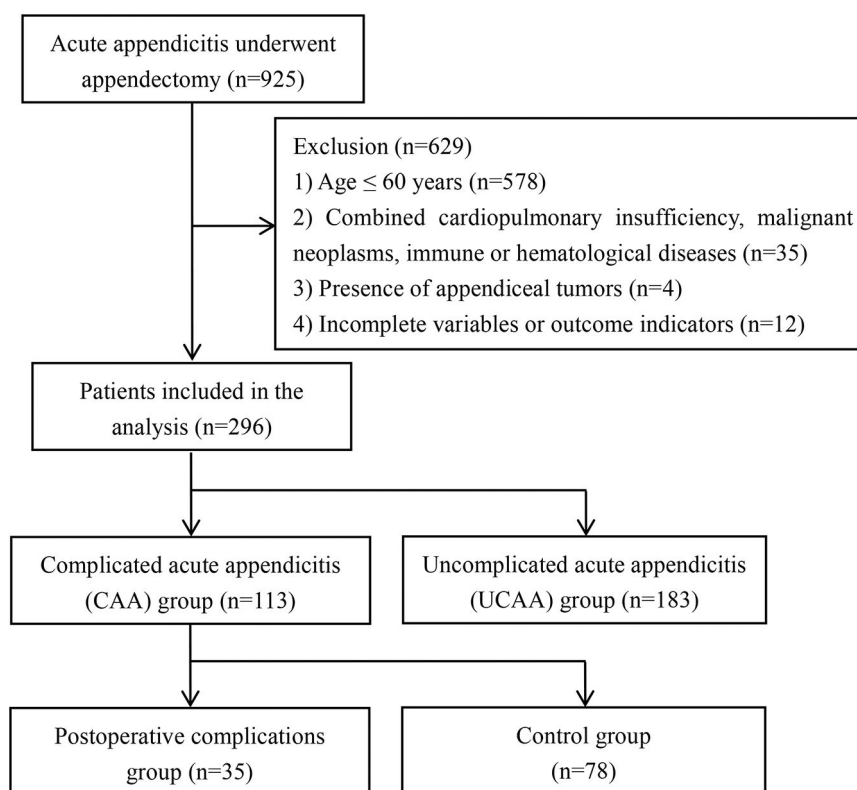 Acute appendicitis underwent
appendectomy (n=925)
Exclusion (n=629)
1) Age ≤ 60 years (n=578)
2) Combined cardiopulmonary insufficiency, malignant
neoplasms, immune or hematological diseases (n=35)
3) Presence of appendiceal tumors (n=4)
4) Incomplete variables or outcome indicators (n=12)
Patients included in the
analysis (n=296)
Complicated acute appendicitis
(CAA) group (n=113)
Uncomplicated acute appendicitis
(UCAA) group (n=183)
Postoperative complications
group (n=35)
Control group
(n=78)